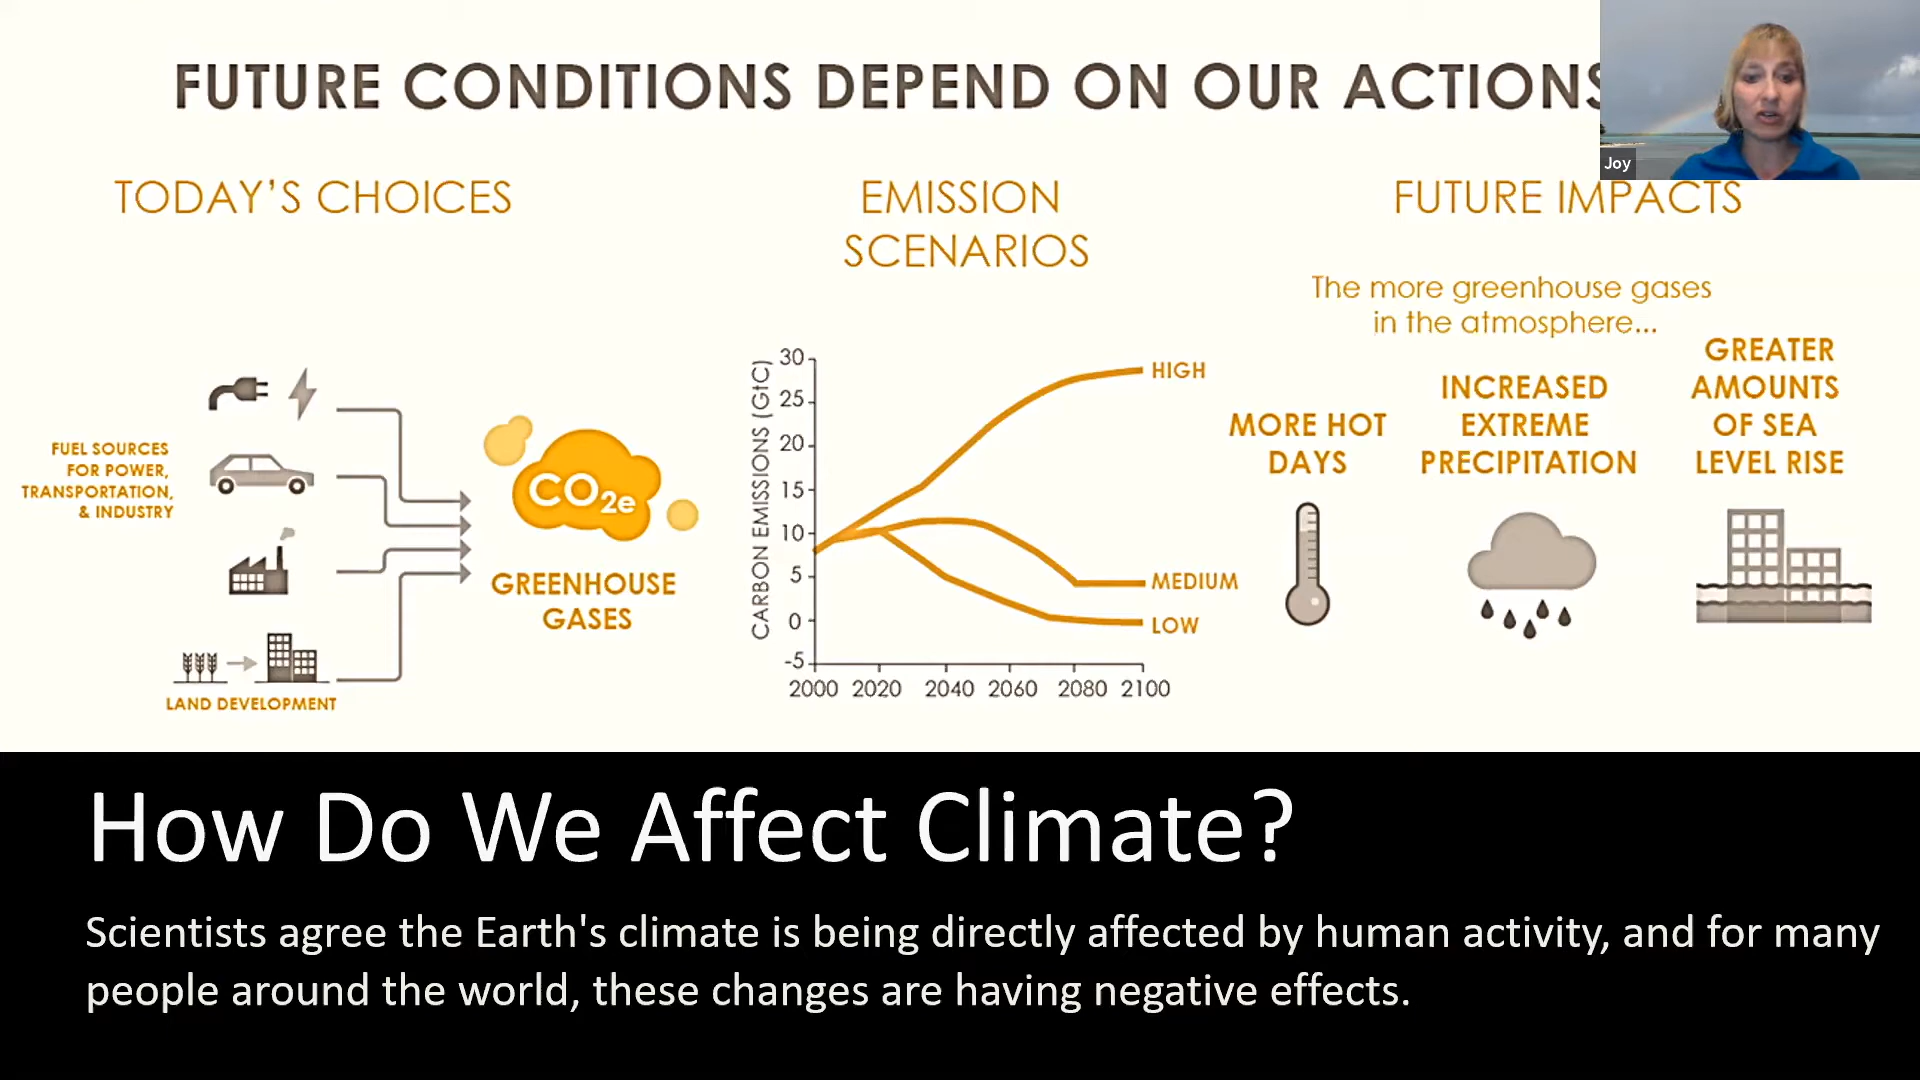 FUTURE CONDITIONS DEPEND ON OUR ACTIONS
Joy
TODAY’S CHOICES
FUEL SOURCES
FOR POWER,
TRANSPORTATION,
& INDUSTRY
LAND DEVELOPMENT
CO2e
GREENHOUSE
GASES
EMISSION
SCENARIOS
CARBON EMISSIONS (GtC)
30
25
20
15
10
5
0
-5
2000 2020 2040 2060 2080 2100
HIGH
MEDIUM
LOW
FUTURE IMPACTS
The more greenhouse gases
in the atmosphere...
MORE HOT
DAYS
INCREASED
EXTREME
PRECIPITATION
GREATER
AMOUNTS
OF SEA
LEVEL RISE
How Do We Affect Climate?
Scientists agree the Earth's climate is being directly affected by human activity, and for many
people around the world, these changes are having negative effects.